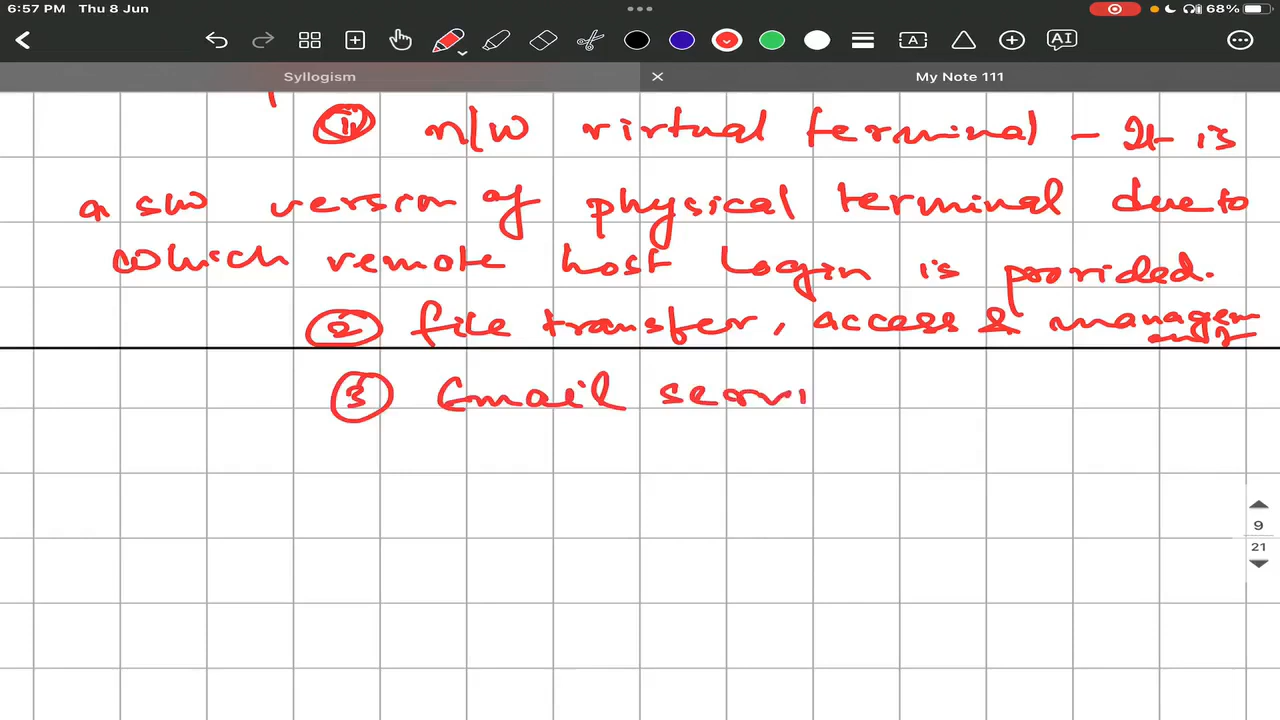 6:57 PM Thu 8 Jun 68%
A AI
Syllogism My Note 111
1 n/w virtual terminal - It is
a sw version of physical terminal due to
which remote host login is provided.
2 file transfer, access & management
3 Email servi
9
21